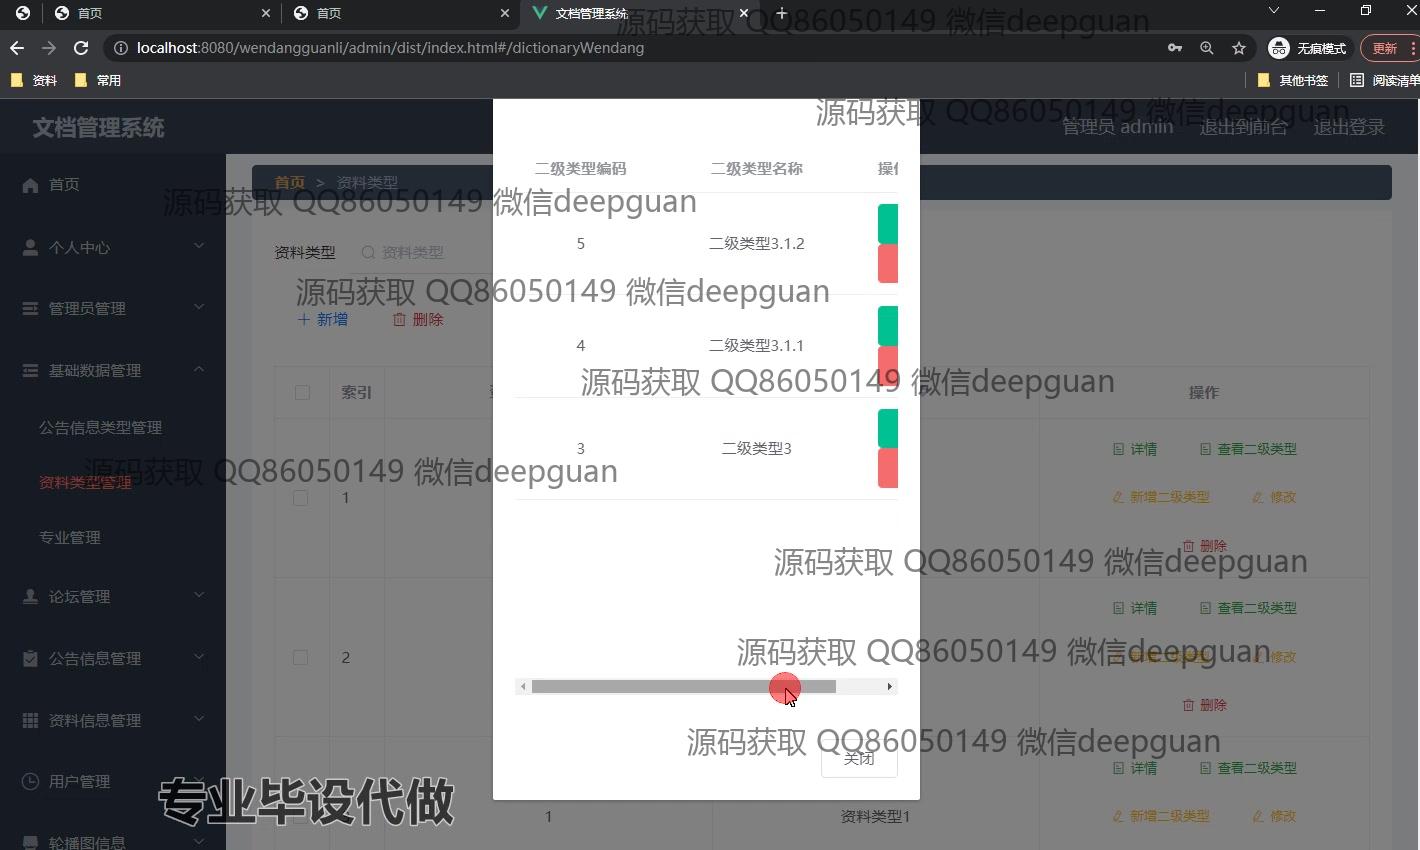 首页
首页
文档管理系统
源码获取 QQ86050149 微信deepguan
localhost:8080/wendangguanli/admin/dist/index.html#/dictionaryWendang
无痕模式
更新
资料
常用
其他书签
阅读清单
文档管理系统
源码获取 QQ86050149 微信deepguan
管理员 admin
退出到前台
退出登录
首页
个人中心
管理员管理
基础数据管理
公告信息类型管理
资料类型管理
专业管理
论坛管理
公告信息管理
资料信息管理
用户管理
轮播图信息
首页 > 资料类型
源码获取 QQ86050149 微信deepguan
资料类型
资料类型
源码获取 QQ86050149 微信deepguan
新增
删除
索引
操作
二级类型编码
二级类型名称
操作
5
二级类型3.1.2
4
二级类型3.1.1
源码获取 QQ86050149 微信deepguan
3
二级类型3
源码获取 QQ86050149 微信deepguan
1
详情
查看二级类型
新增二级类型
修改
删除
源码获取 QQ86050149 微信deepguan
2
详情
查看二级类型
新增二级类型
修改
源码获取 QQ86050149 微信deepguan
删除
源码获取 QQ86050149 微信deepguan
关闭
详情
查看二级类型
专业毕设代做
1
资料类型1
新增二级类型
修改